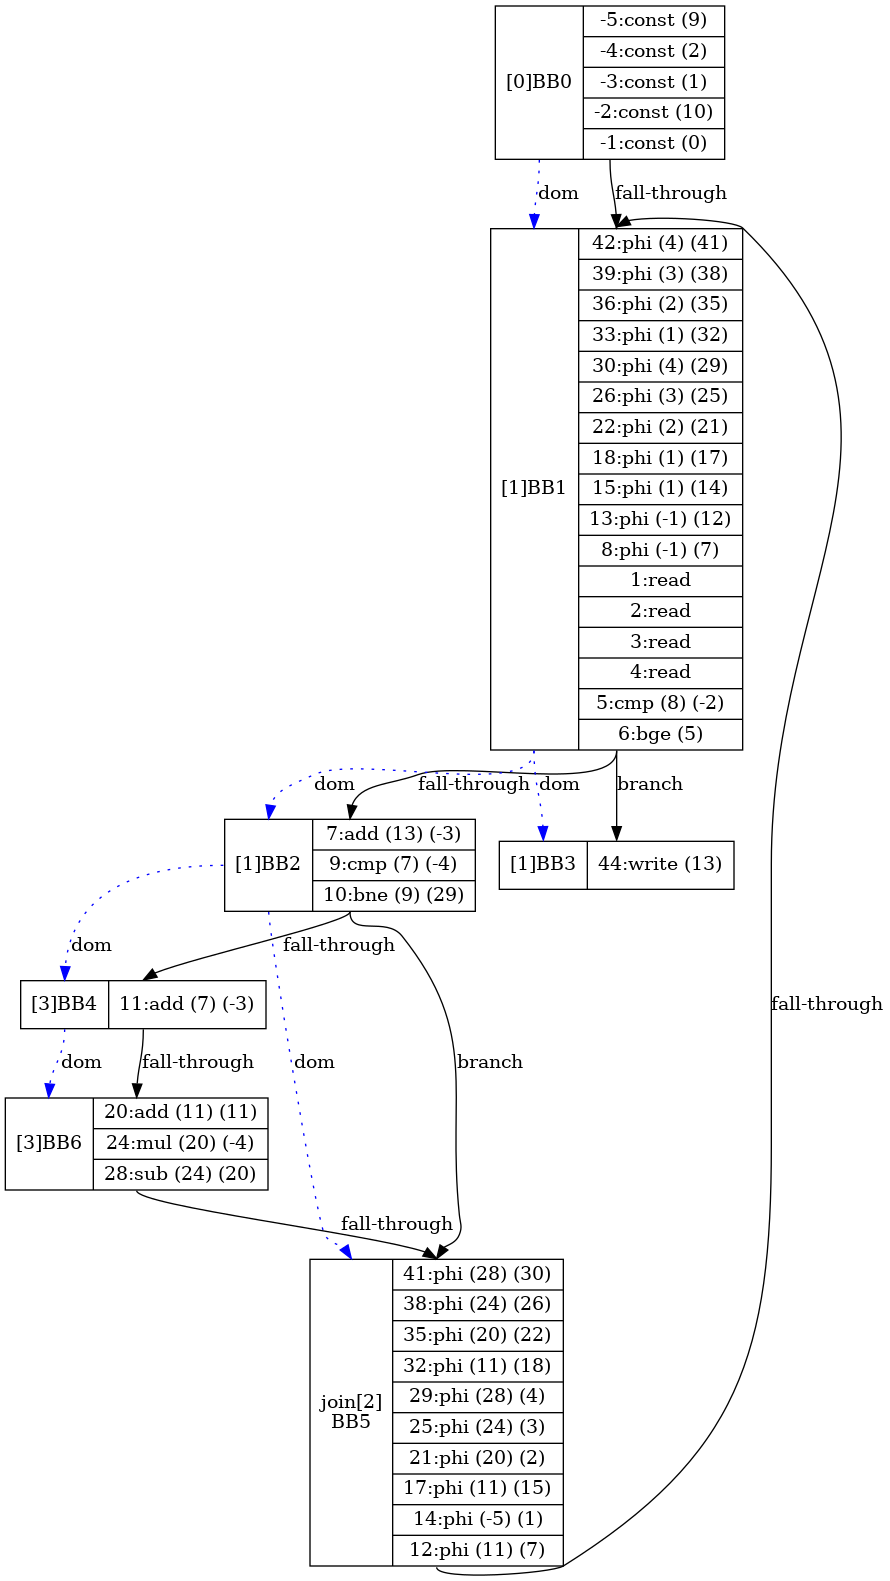 [0]BB0
-5:const (9)
-4:const (2)
-3:const (1)
-2:const (10)
-1:const (0)
dom
fall-through
[1]BB1
42:phi (4) (41)
39:phi (3) (38)
36:phi (2) (35)
33:phi (1) (32)
30:phi (4) (29)
26:phi (3) (25)
22:phi (2) (21)
18:phi (1) (17)
15:phi (1) (14)
13:phi (-1) (12)
8:phi (-1) (7)
1:read
2:read
3:read
4:read
5:cmp (8) (-2)
6:bge (5)
dom
fall-through
dom
branch
[1]BB2
7:add (13) (-3)
9:cmp (7) (-4)
10:bne (9) (29)
[1]BB3
44:write (13)
dom
fall-through
[3]BB4
11:add (7) (-3)
fall-through
dom
fall-through
dom
branch
[3]BB6
20:add (11) (11)
24:mul (20) (-4)
28:sub (24) (20)
fall-through
join[2]
BB5
41:phi (28) (30)
38:phi (24) (26)
35:phi (20) (22)
32:phi (11) (18)
29:phi (28) (4)
25:phi (24) (3)
21:phi (20) (2)
17:phi (11) (15)
14:phi (-5) (1)
12:phi (11) (7)